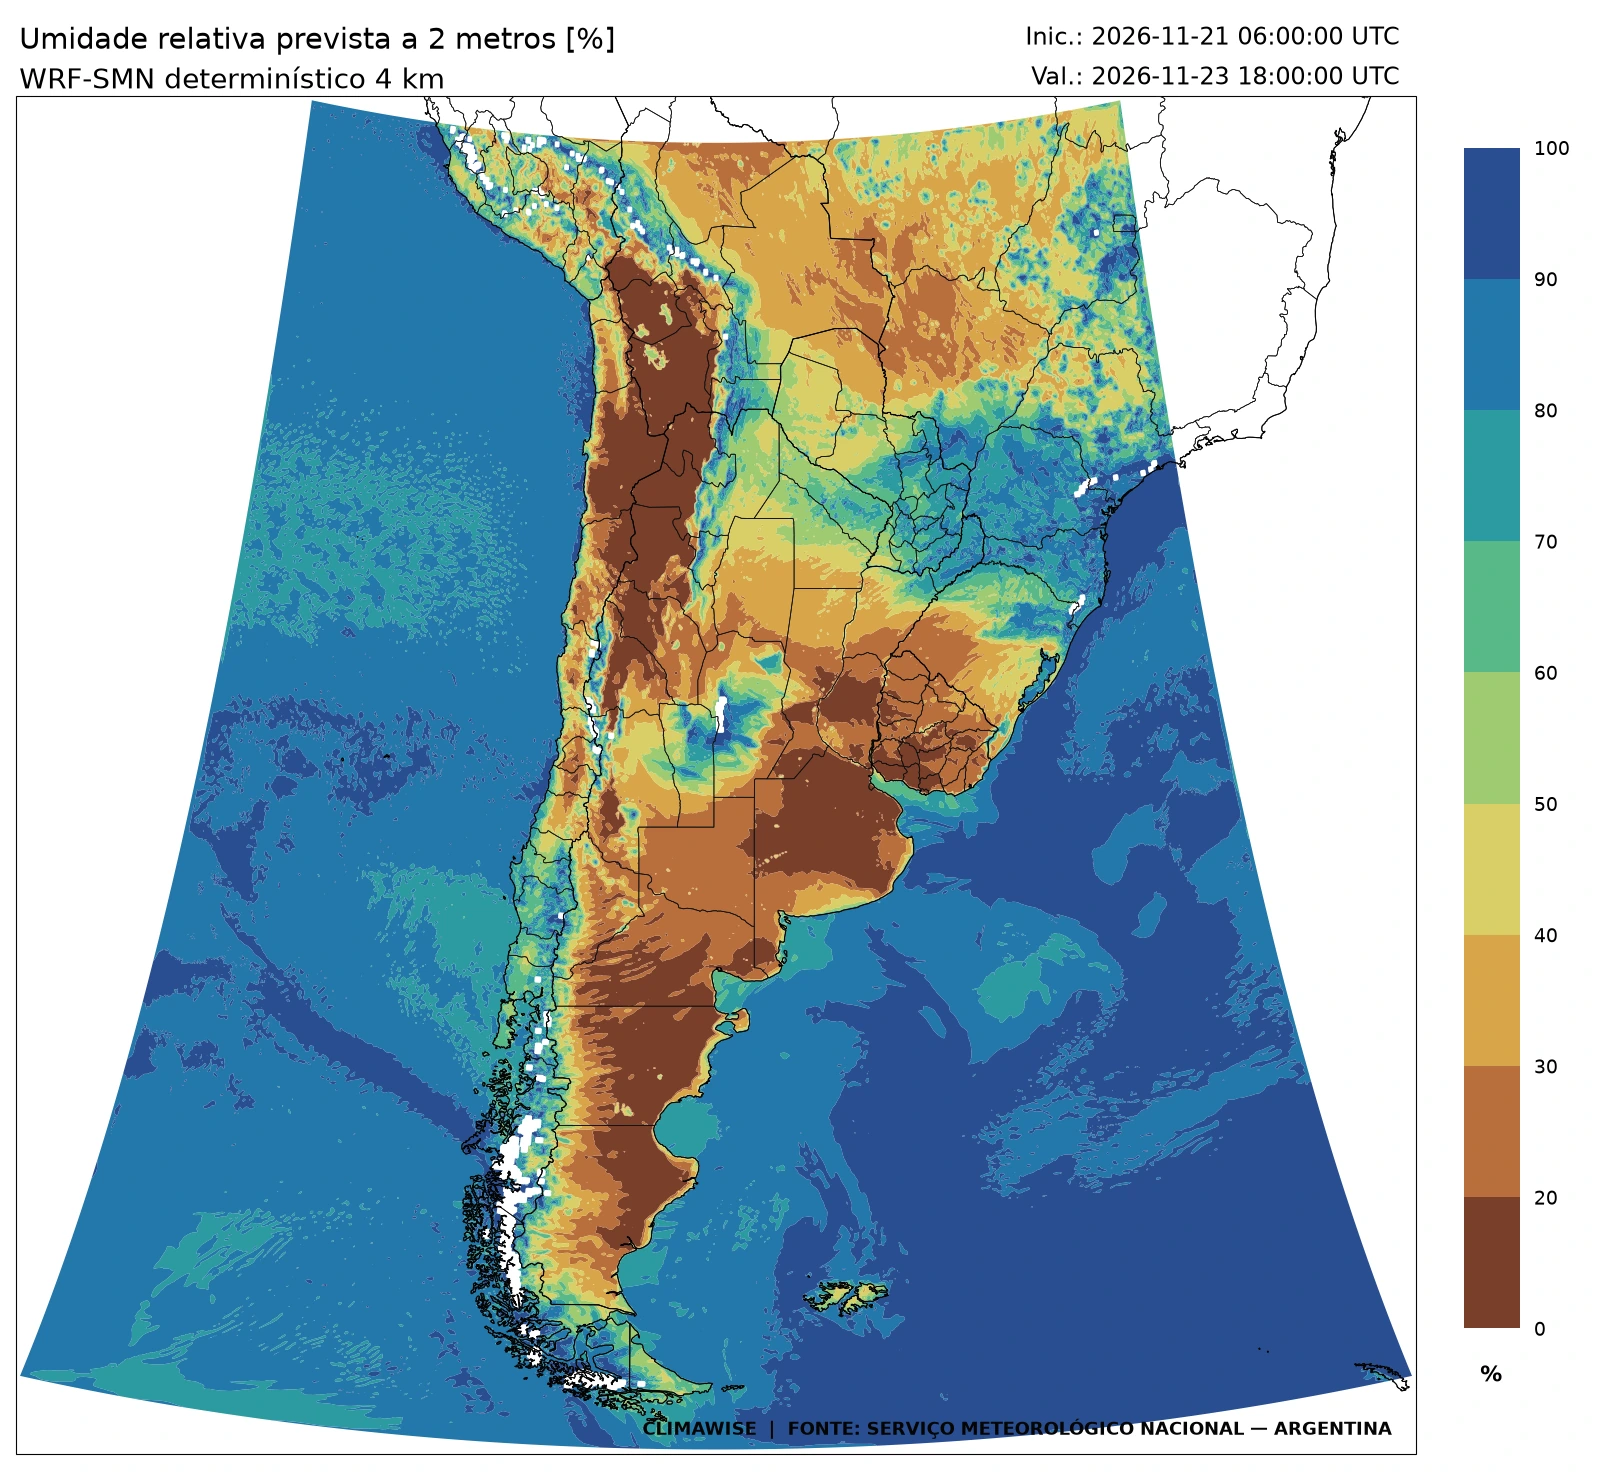 Umidade relativa prevista a 2 metros [%]
WRF-SMN determinístico 4 km
Inic.: 2026-11-21 06:00:00 UTC
Val.: 2026-11-23 18:00:00 UTC
100
90
80
70
60
50
40
30
20
0
%
CLIMAWISE | FONTE: SERVIÇO METEOROLÓGICO NACIONAL — ARGENTINA